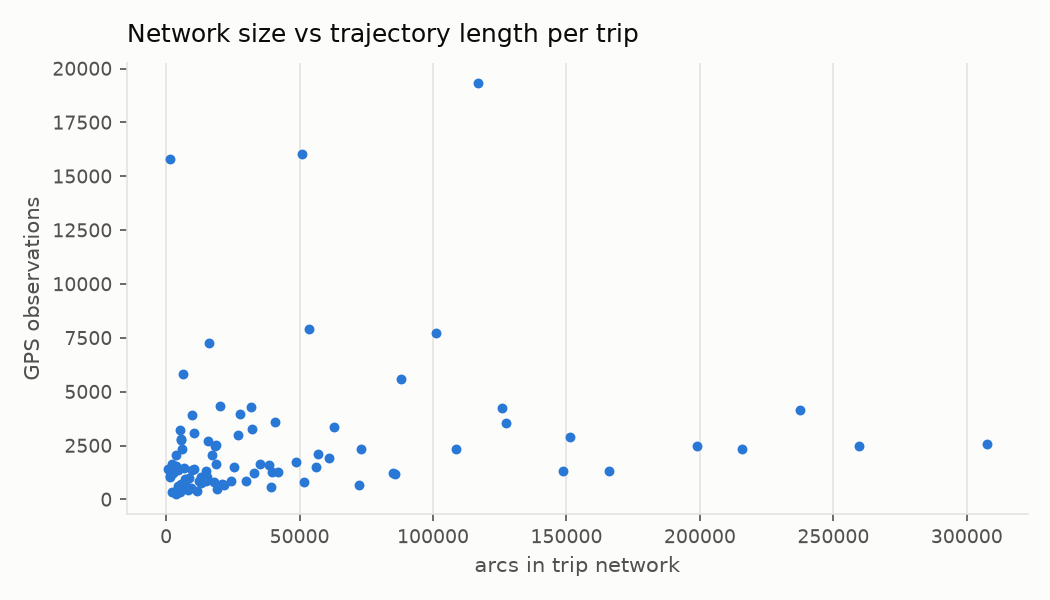 Network size vs trajectory length per trip
20000
17500
15000
12500
10000
7500
5000
2500
0
GPS observations
0 50000 100000 150000 200000 250000 300000
arcs in trip network